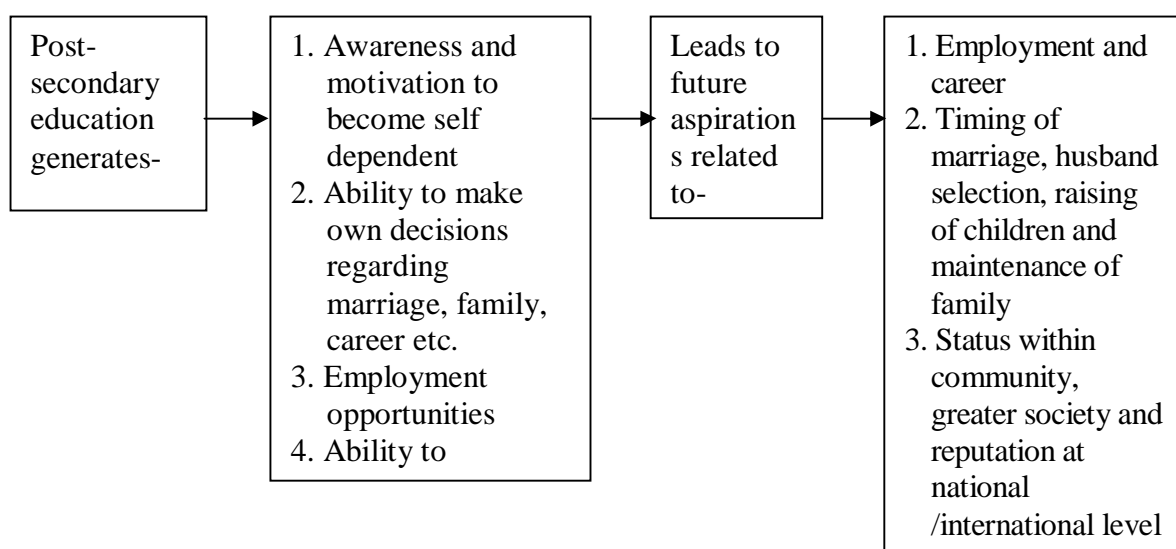 Post-
secondary
education
generates-
1. Awareness and
motivation to
become self
dependent
2. Ability to make
own decisions
regarding
marriage, family,
career etc.
3. Employment
opportunities
4. Ability to
Leads to
future
aspiration
s related
to-
1. Employment and
career
2. Timing of
marriage, husband
selection, raising
of children and
maintenance of
family
3. Status within
community,
greater society and
reputation at
national
/international level